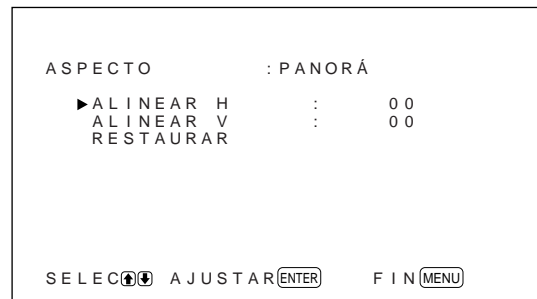 ASPECTO : PANORÁ
▶ALINEAR H : 00
ALINEAR V : 00
RESTAURAR
SELEC⬆⬇ AJUSTAR ENTER FIN MENU